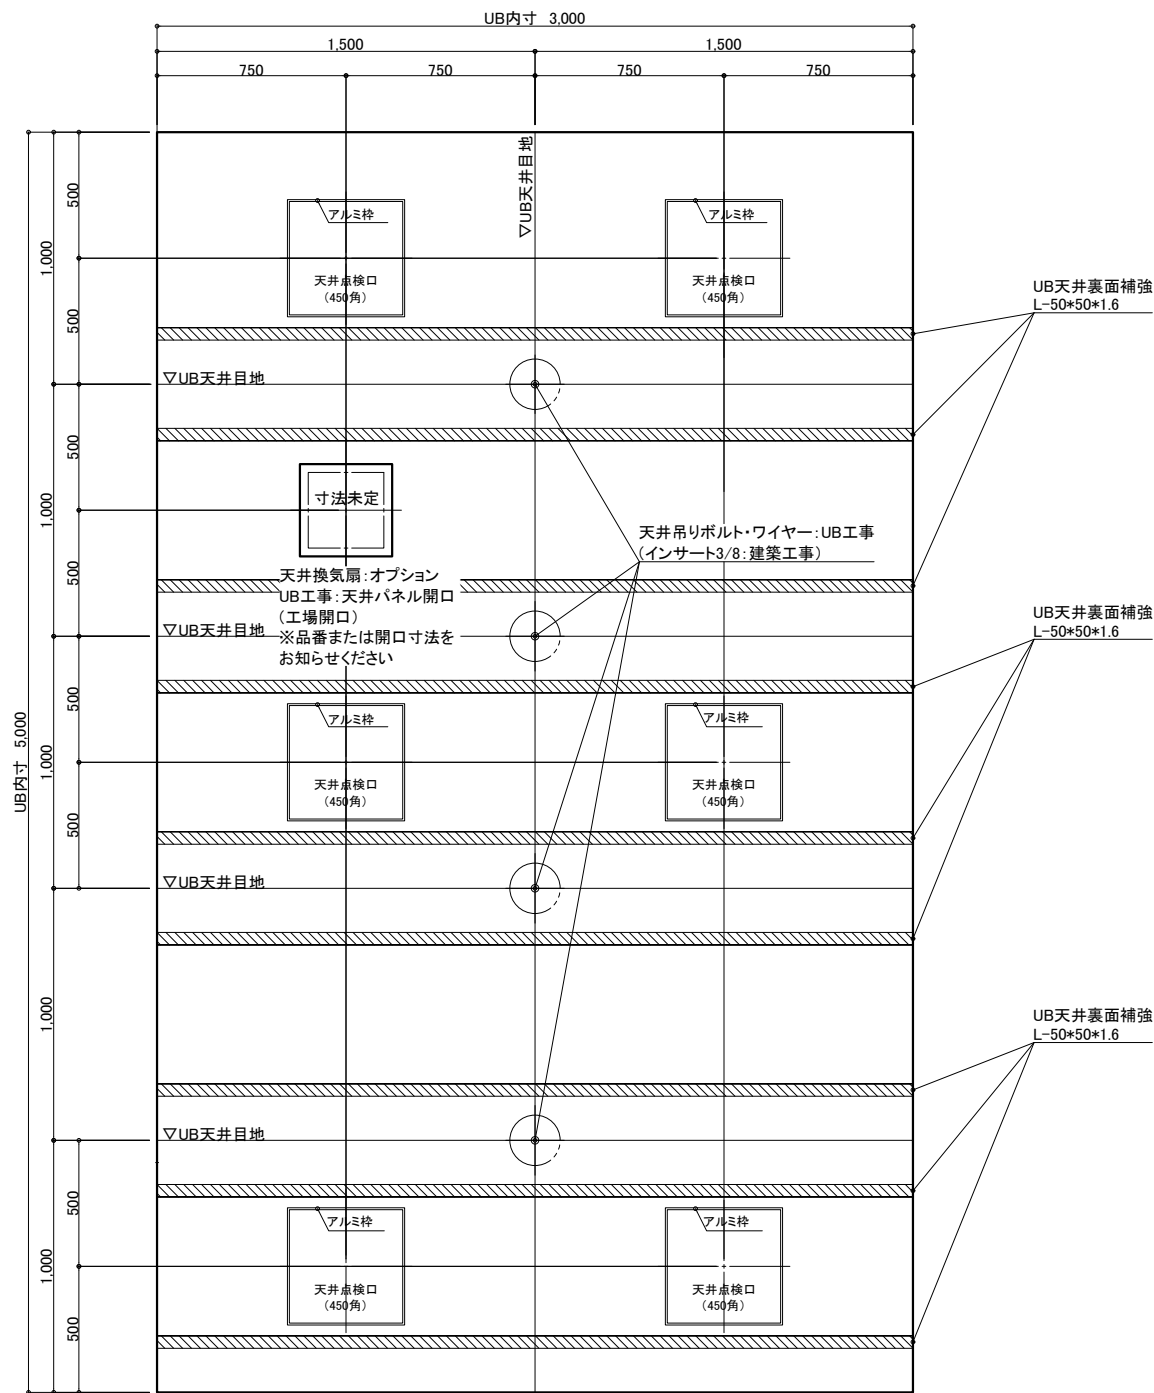 UB内寸 3,000
1,500
1,500
750
750
750
750
▽UB天井目地
500
1,000
500
アルミ枠
天井点検口
(450角)
アルミ枠
天井点検口
(450角)
UB天井裏面補強
L-50*50*1.6
▽UB天井目地
500
1,000
500
寸法未定
天井換気扇:オプション
UB工事:天井パネル開口
(工場開口)
※品番または開口寸法を
お知らせください
天井吊りボルト・ワイヤー:UB工事
(インサート3/8:建築工事)
▽UB天井目地
UB天井裏面補強
L-50*50*1.6
UB内寸 5,000
500
1,000
500
アルミ枠
天井点検口
(450角)
アルミ枠
天井点検口
(450角)
▽UB天井目地
1,000
UB天井裏面補強
L-50*50*1.6
▽UB天井目地
500
1,000
500
アルミ枠
天井点検口
(450角)
アルミ枠
天井点検口
(450角)